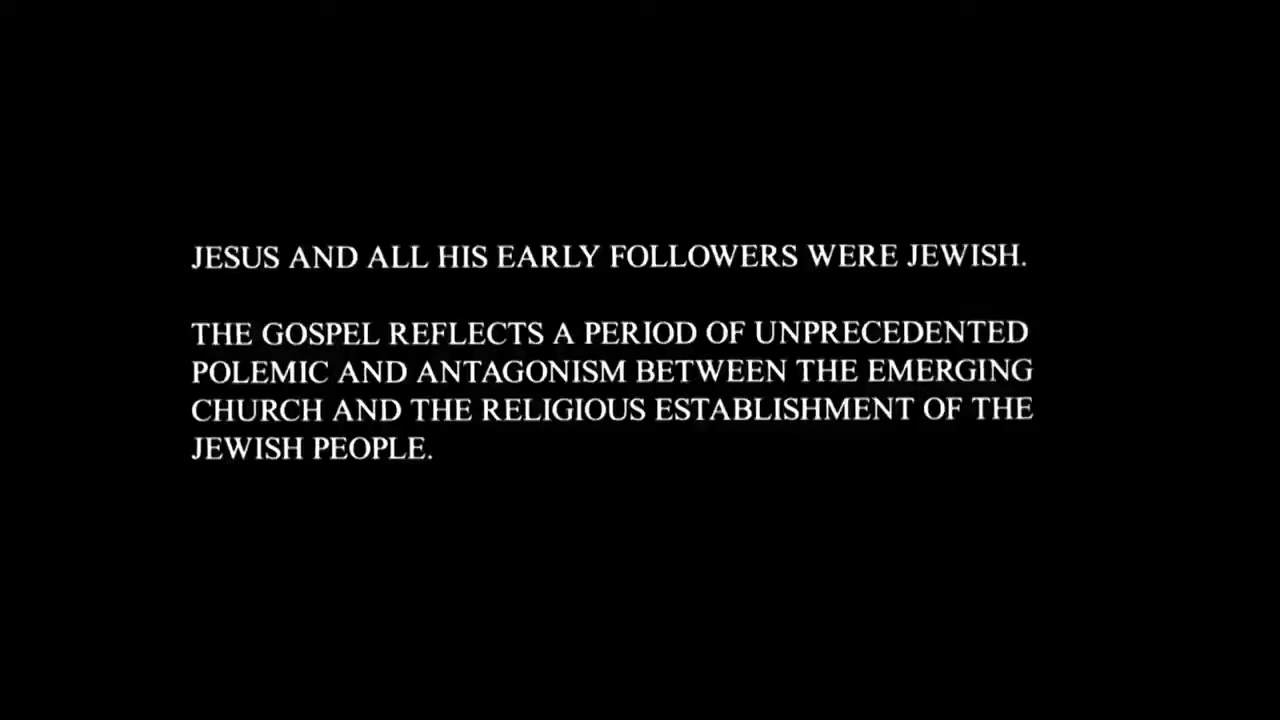 JESUS AND ALL HIS EARLY FOLLOWERS WERE JEWISH.
THE GOSPEL REFLECTS A PERIOD OF UNPRECEDENTED
POLEMIC AND ANTAGONISM BETWEEN THE EMERGING
CHURCH AND THE RELIGIOUS ESTABLISHMENT OF THE
JEWISH PEOPLE.